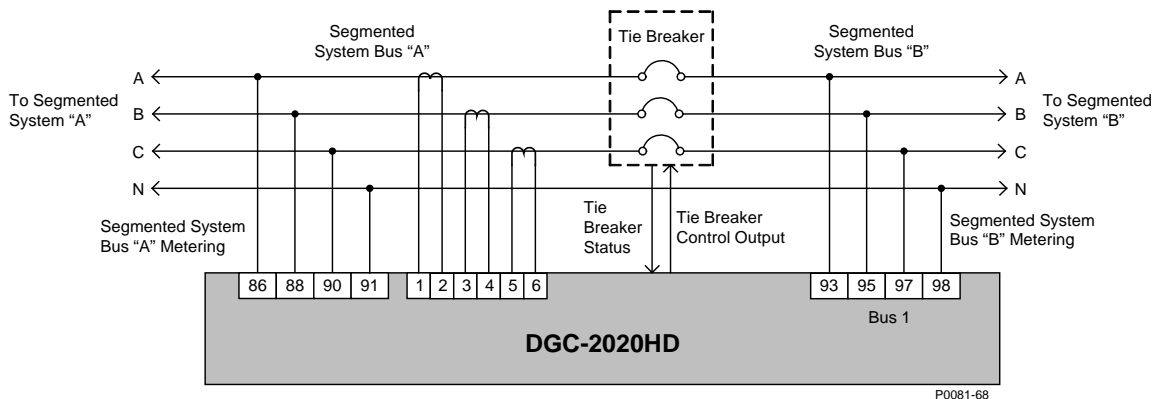 Segmented
System Bus “A”
Tie Breaker
Segmented
System Bus “B”
A
A
To Segmented
System “A”
B
B
To Segmented
System “B”
C
C
N
N
Segmented System
Bus “A” Metering
Tie
Breaker
Status
Tie Breaker
Control Output
Segmented System
Bus “B” Metering
86 88 90 91 1 2 3 4 5 6 93 95 97 98
Bus 1
DGC-2020HD
P0081-68